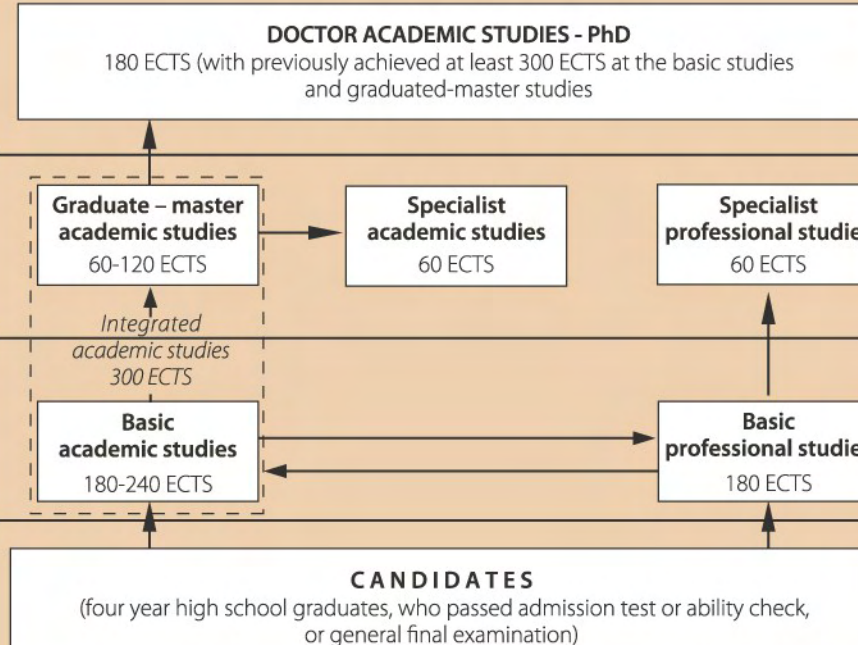 DOCTOR ACADEMIC STUDIES - PhD
180 ECTS (with previously achieved at least 300 ECTS at the basic studies
and graduated-master studies
Graduate – master
academic studies
60-120 ECTS
Specialist
academic studies
60 ECTS
Specialist
professional studie
60 ECTS
Integrated
academic studies
300 ECTS
Basic
academic studies
180-240 ECTS
Basic
professional studie
180 ECTS
CANDIDATES
(four year high school graduates, who passed admission test or ability check,
or general final examination)